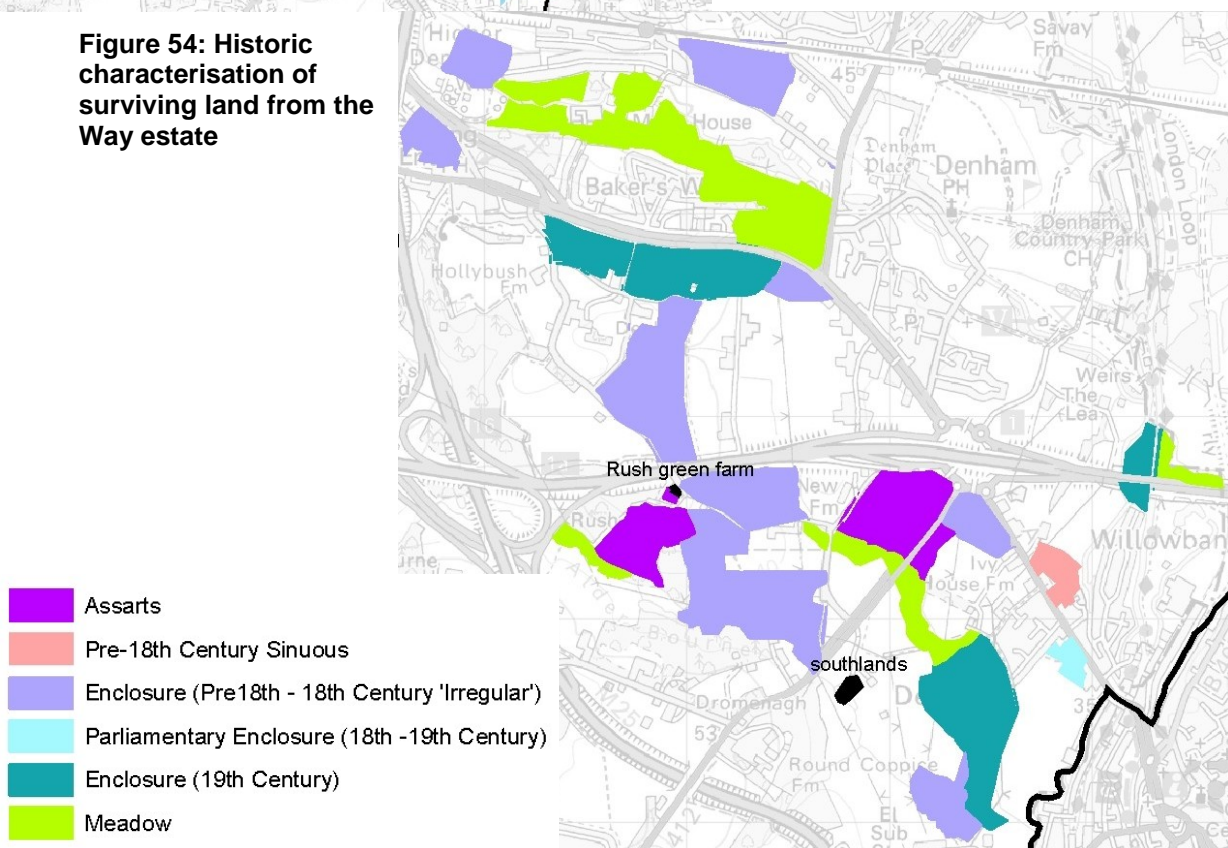 Figure 54: Historic
characterisation of
surviving land from the
Way estate
Savay
Fm
45
House
Denham
Place
Denham
PH
Baker's W
London Loop
Denham
Country Park
CH
Hollybush
Fm
Weirs
The
Lea
Rush green farm
New
Fm
Rush
Willowban
Ivy
House Fm
southlands
Dromenagh
53
Round Coppice
Fm
El
Sub
A412
Assarts
Pre-18th Century Sinuous
Enclosure (Pre18th - 18th Century 'Irregular')
Parliamentary Enclosure (18th -19th Century)
Enclosure (19th Century)
Meadow